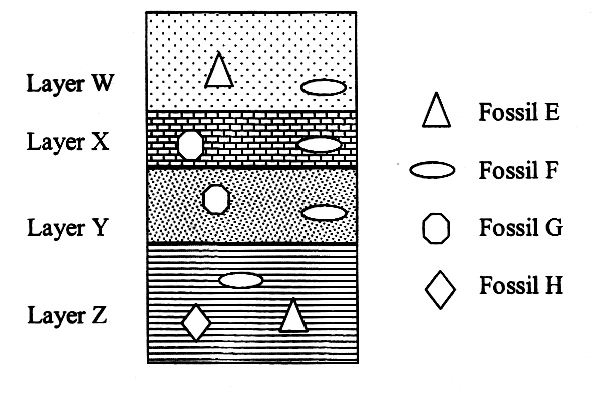 Layer W
Layer X
Layer Y
Layer Z
Fossil E
Fossil F
Fossil G
Fossil H